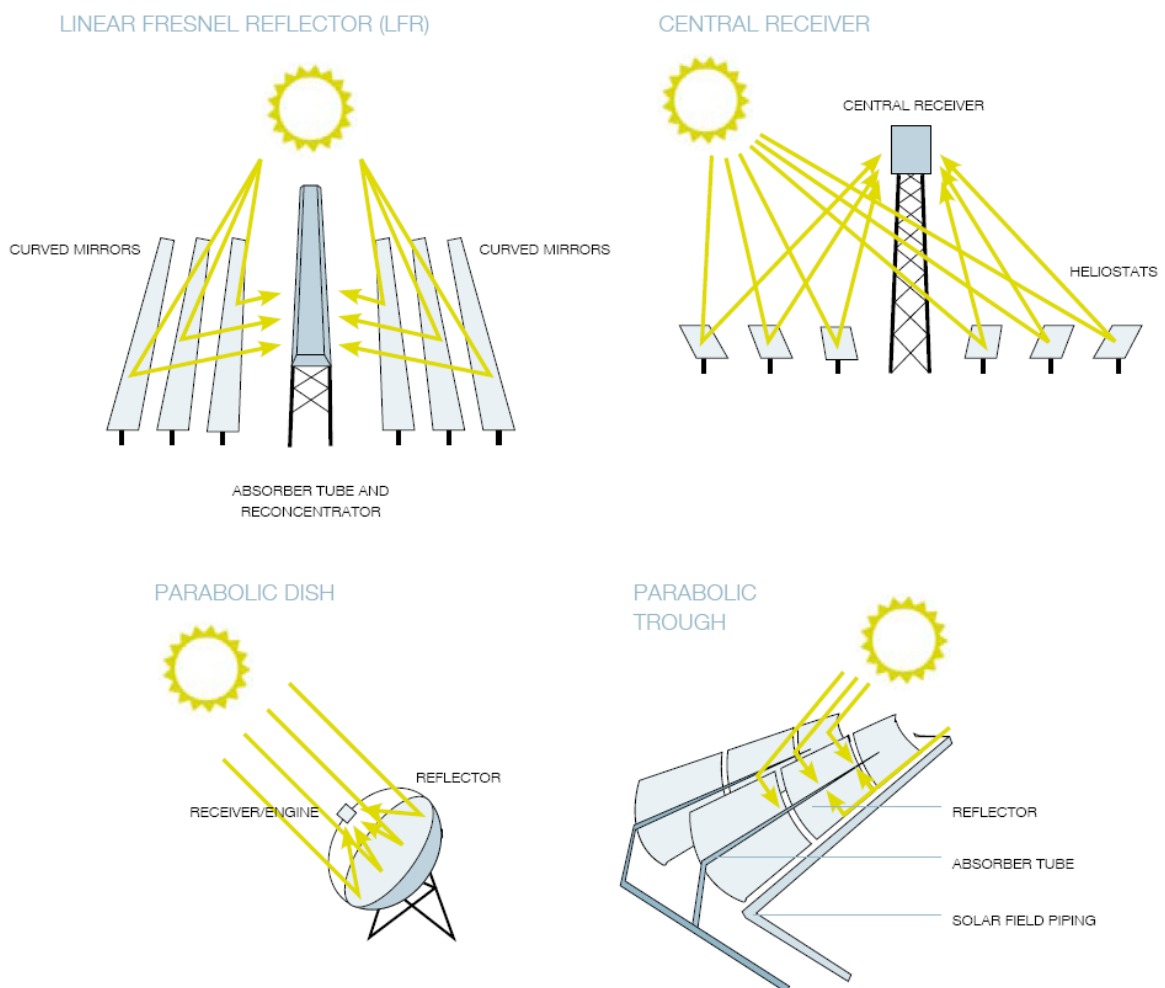 LINEAR FRESNEL REFLECTOR (LFR)
CURVED MIRRORS
CURVED MIRRORS
ABSORBER TUBE AND
RECONCENTRATOR
CENTRAL RECEIVER
CENTRAL RECEIVER
HELIOSTATS
PARABOLIC DISH
REFLECTOR
RECEIVER/ENGINE
PARABOLIC
TROUGH
REFLECTOR
ABSORBER TUBE
SOLAR FIELD PIPING